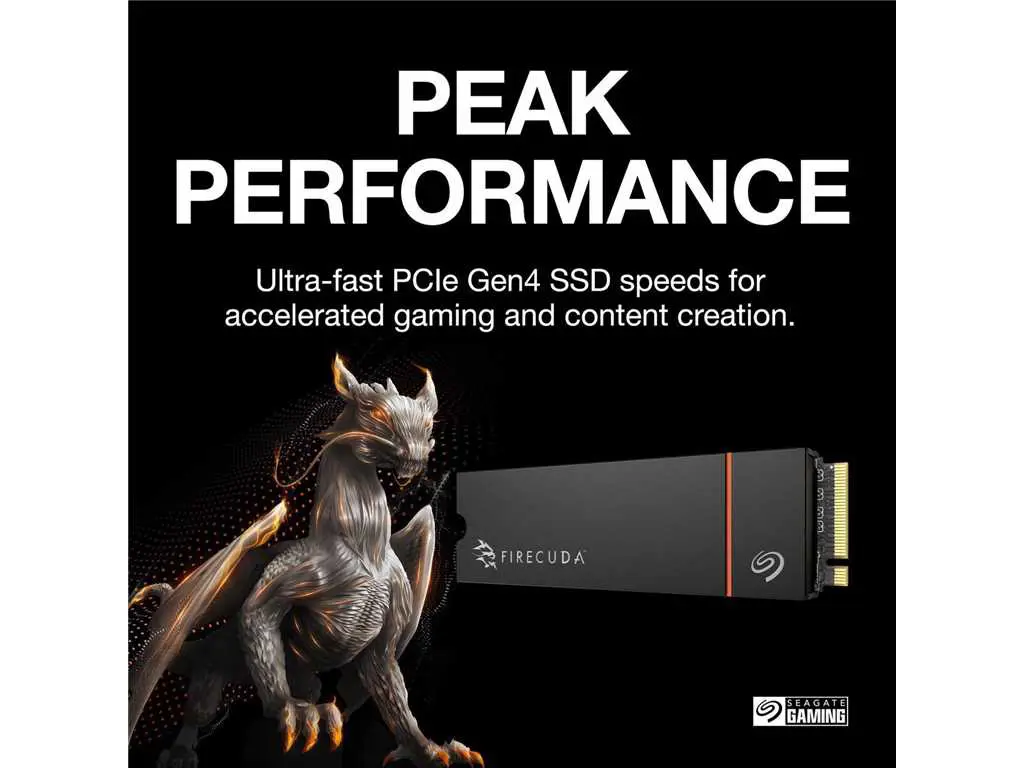 PEAK
PERFORMANCE
Ultra-fast PCIe Gen4 SSD speeds for
accelerated gaming and content creation.
FIRECUDA
SEAGATE
GAMING